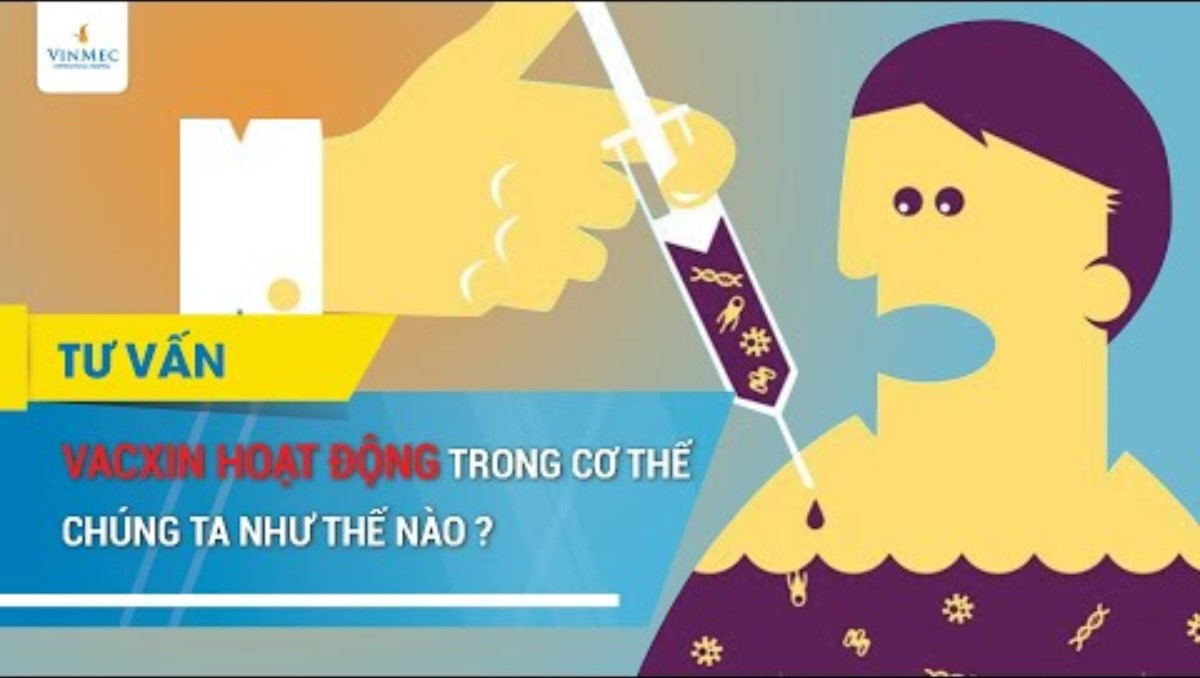 VINMEC
TƯ VẤN
VACXIN HOẠT ĐỘNG TRONG CƠ THỂ
CHÚNG TA NHƯ THẾ NÀO ?